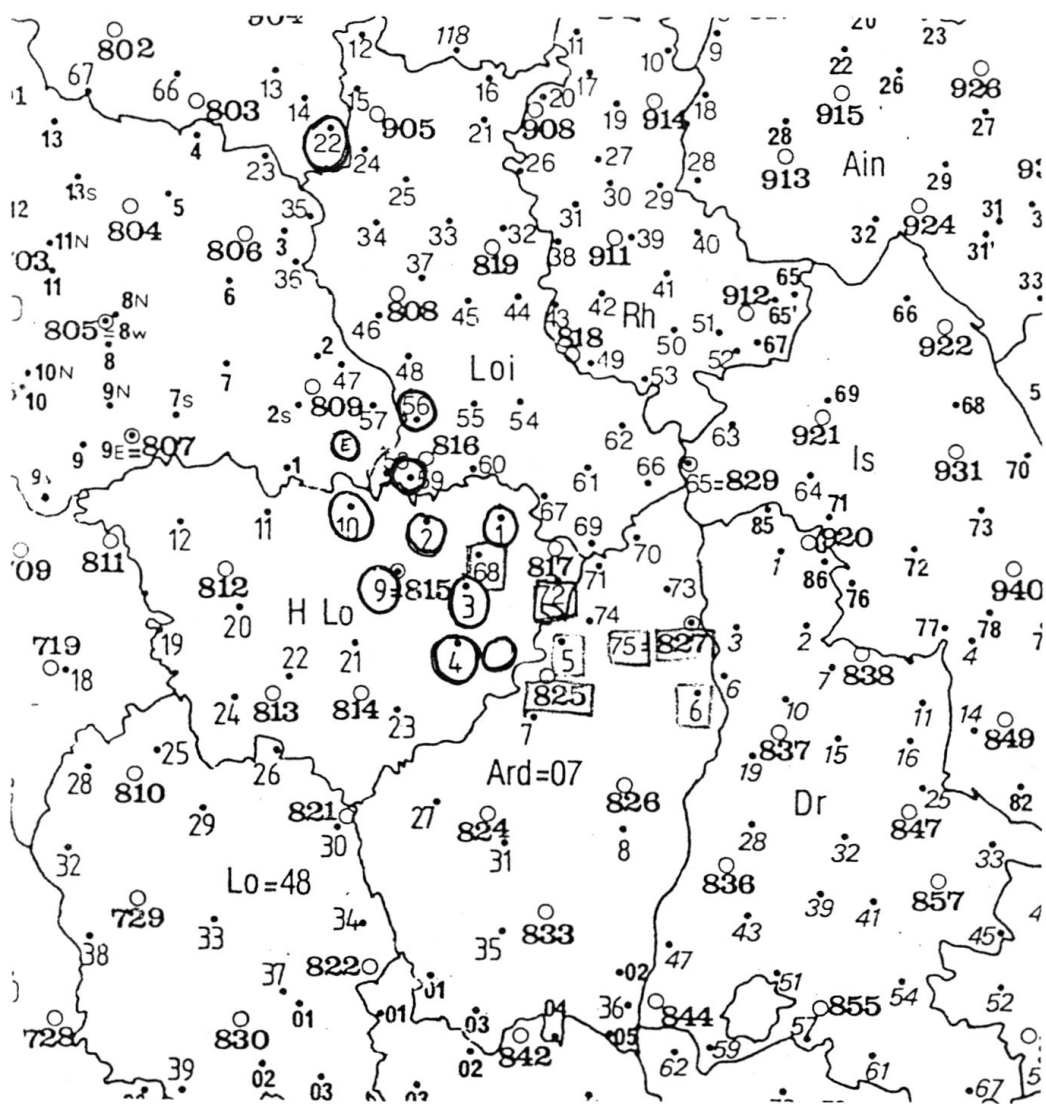 904 20 23
802 12 118 11 10 9 22 926
67 66 13 16 17 26
803 14 15 20 19 914 18 915
13 905 21 908 28 27
4 22
23 24 26 27 28 913 Ain 29
13s 5 25 30 29
12 804 35 34 33 32 31 924 31
11N 806 3 819 38 911 39 40 32 31'
11 36 37 41 65 33
6 808 45 44 43 42 Rh 912 65' 66
8N
805=8w 46 818 50 51 67 922
8 2 48 49 52
10N 7 47 Loi 53
10 9N 7s 2s 809 57 56 55 54 69 68
9E=807 E 816 62 63 921
9 1 59 60 61 66 65=829 64 Is 931 70
11 10 67 71
12 2 1 69 70 85 73
811 68 817 71 1 920 72
812 9=815 3 72 73 86 76 940
20 H Lo 74 77 78
719 19 21 4 5 75=827 3 2 4
18 22 825 6 6 7 838
24 813 814 23 7 10 11 14
25 837 15 16 849
28 810 26 Ard=07 826 19 25 82
29 821 27 824 Dr 847
30 28
32 31 8 32 33
Lo=48 836 857
729 39
33 34 35 833 43 41
38 45
822 47
37 01 02 51 54 52
01 01 03 04 36 844 855
728 830 842 05 57
02 59
39 02 03 62 61 67